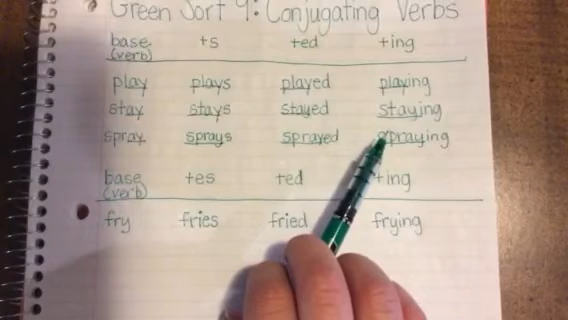 Green Sort 9: Conjugating Verbs
base +s +ed +ing
(verb)
play plays played playing
stay stays stayed staying
spray sprays sprayed spraying
base +es +ed +ing
(verb)
fry fries fried frying